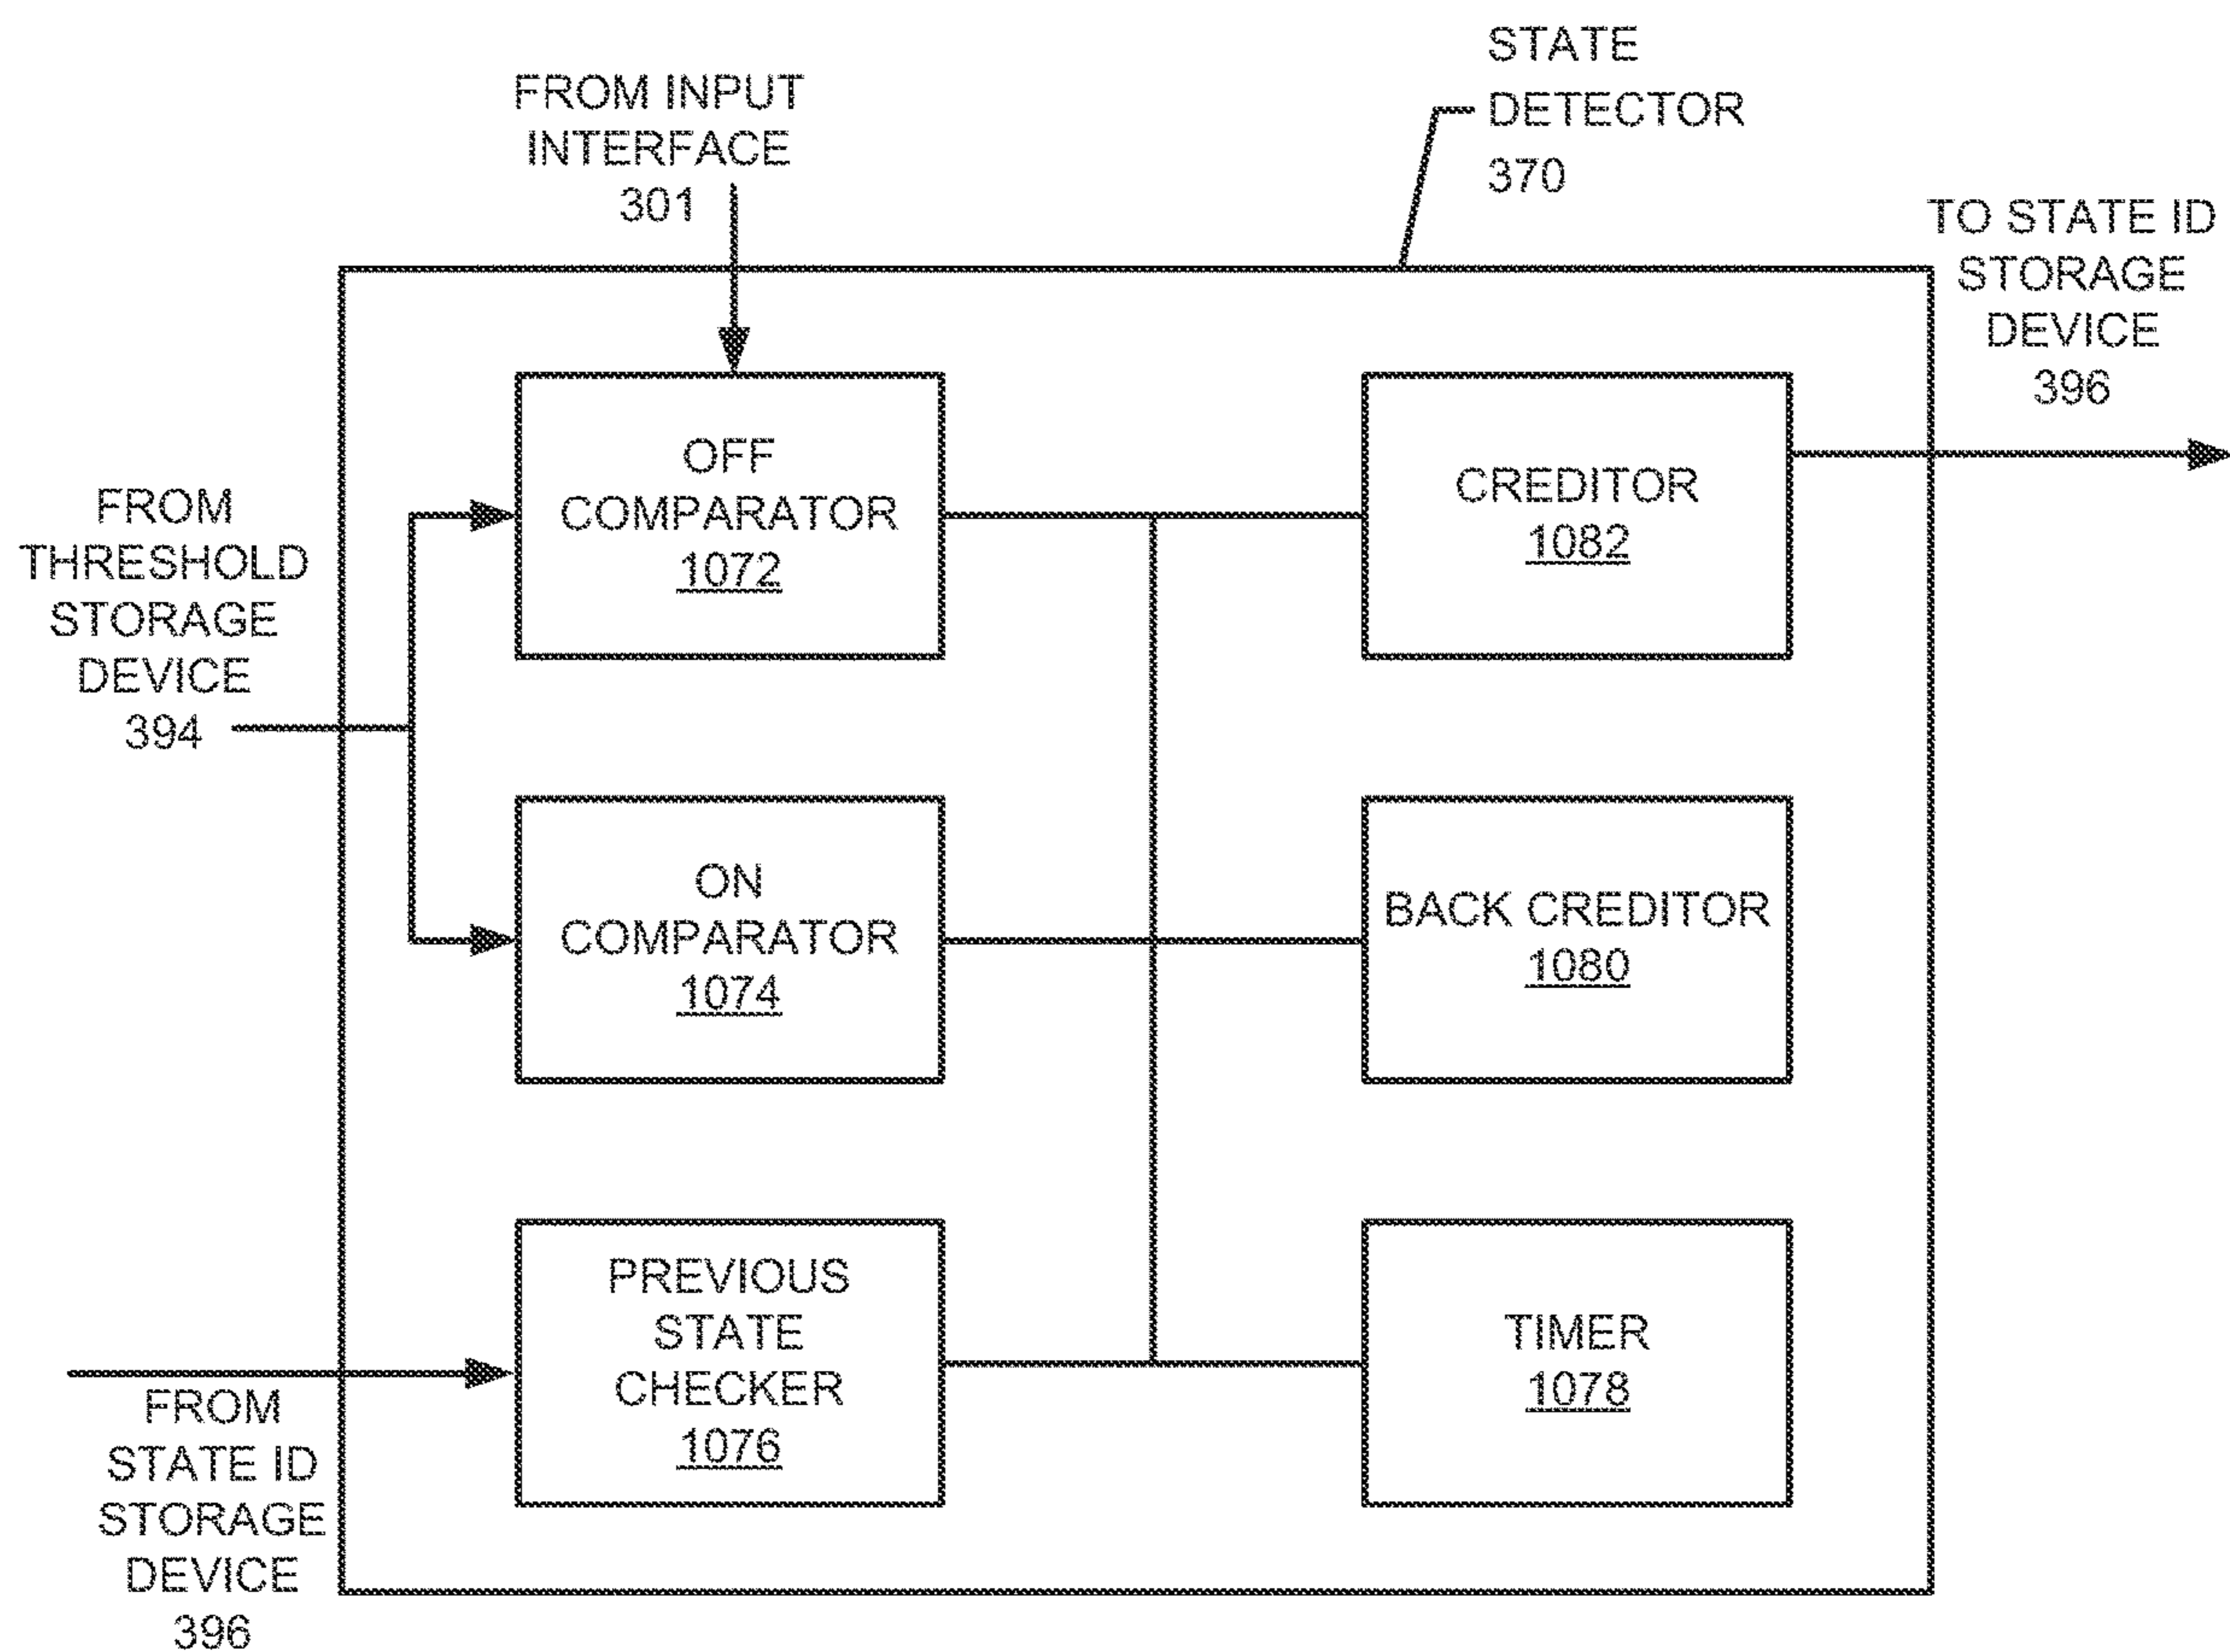 STATE
DETECTOR
370
FROM INPUT
INTERFACE
301
TO STATE ID
STORAGE
DEVICE
396
OFF
COMPARATOR
1072
CREDITOR
1082
FROM
THRESHOLD
STORAGE
DEVICE
394
ON
COMPARATOR
1074
BACK CREDITOR
1080
PREVIOUS
STATE
CHECKER
1076
TIMER
1078
FROM
STATE ID
STORAGE
DEVICE
396